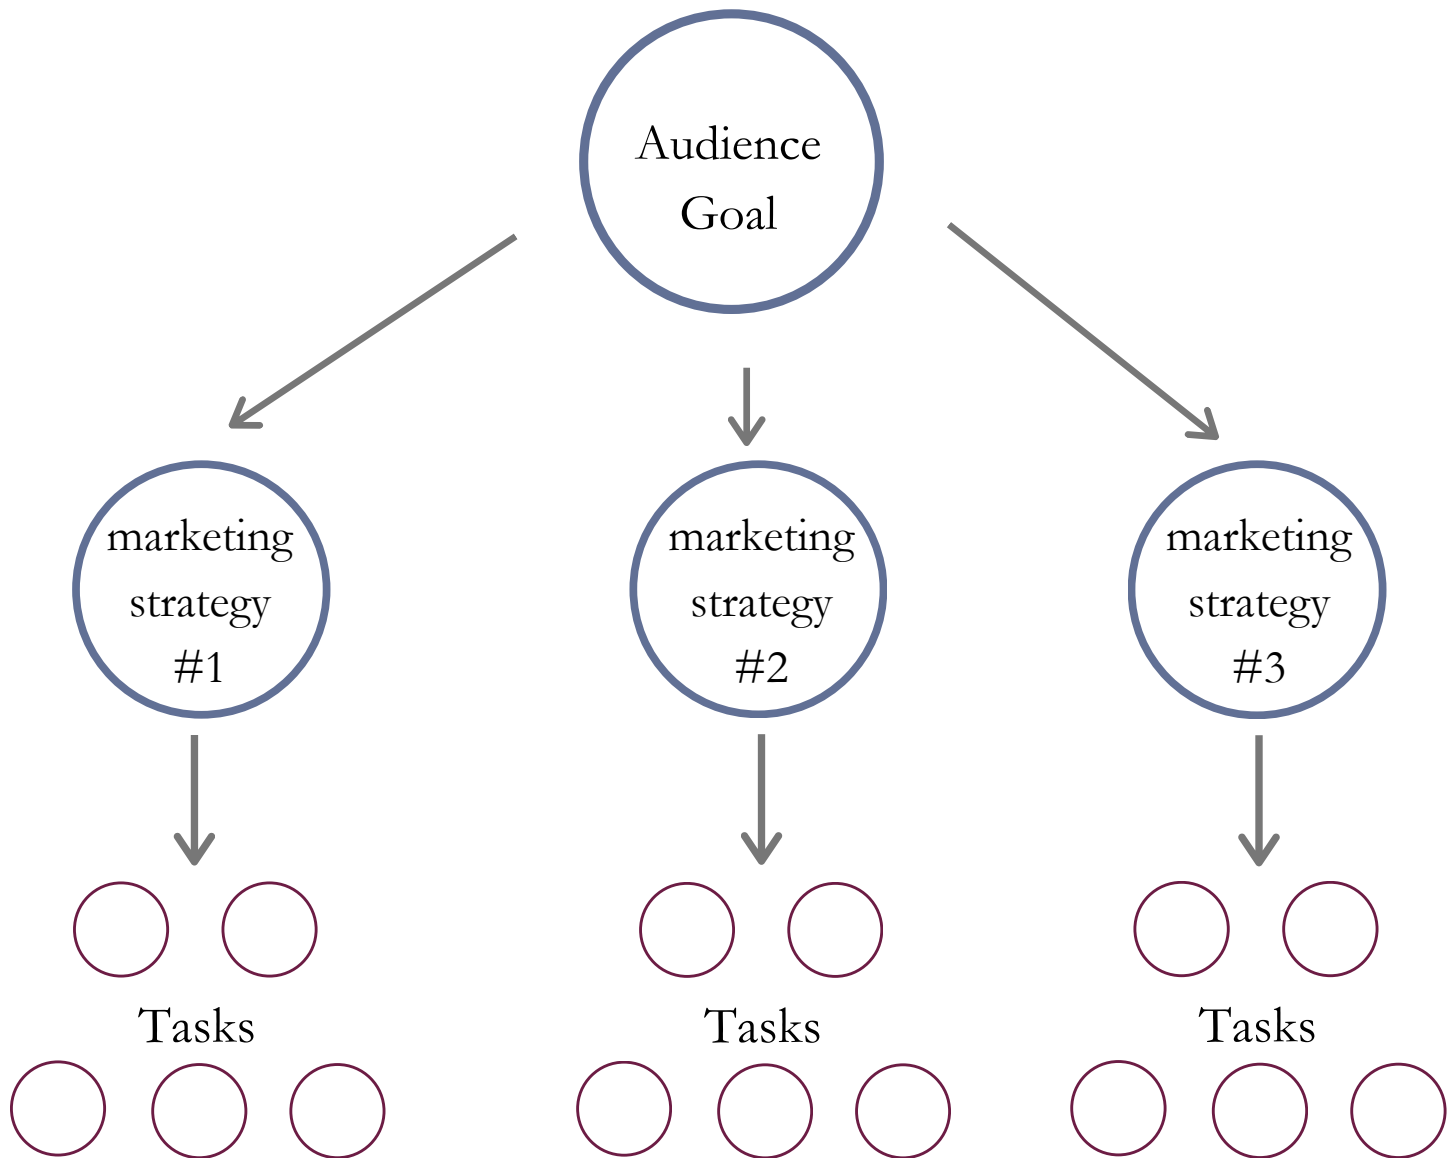 Audience
Goal
marketing
strategy
#1
marketing
strategy
#2
marketing
strategy
#3
Tasks
Tasks
Tasks